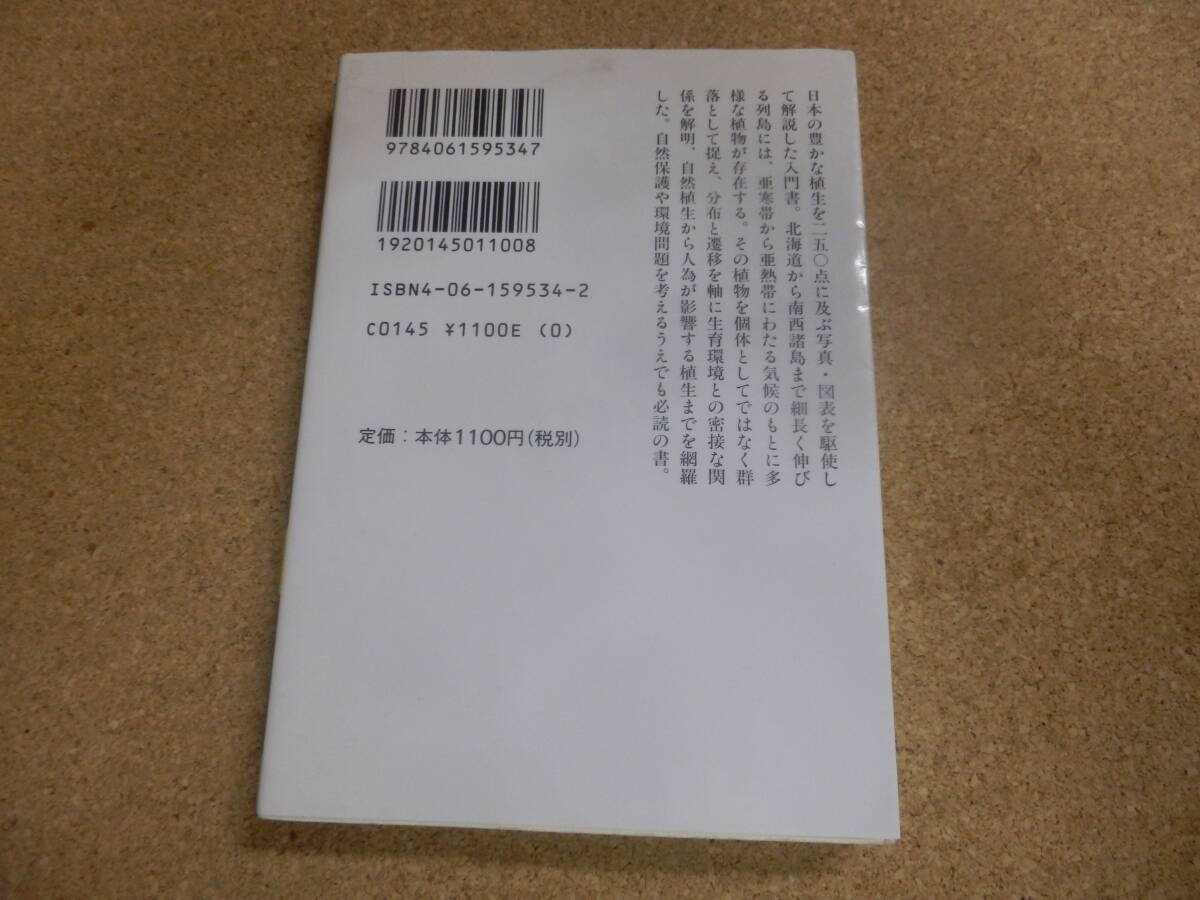 9784061595347
1920145011008
ISBN4-06-159534-2
C0145 ¥1100E (0)
定価：本体1100円（税別）
日本の豊かな植生を二五〇点に及ぶ写真・図表を駆使し
て解説した入門書。北海道から南西諸島まで細長く伸び
る列島には、亜寒帯から亜熱帯にわたる気候のもとに多
様な植物が存在する。その植物を個体としてではなく群
落として捉え、分布と遷移を軸に生育環境との密接な関
係を解明、自然植生から人為が影響する植生までを網羅
した。自然保護や環境問題を考えるうえでも必読の書。